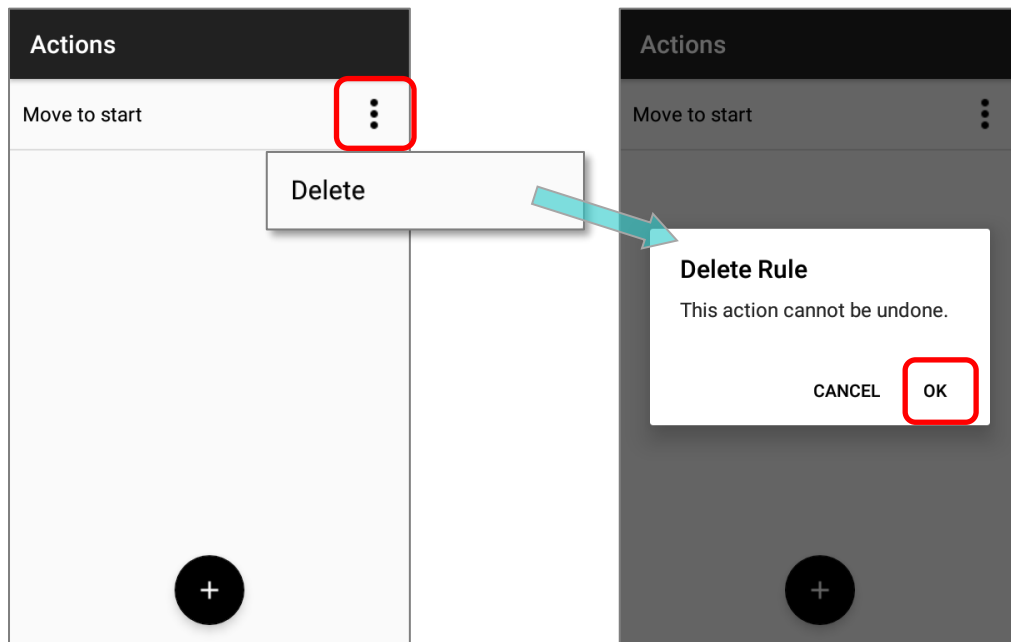 Actions
Move to start
Delete
+
Actions
Move to start
Delete Rule
This action cannot be undone.
CANCEL OK
+